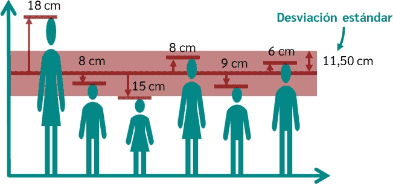 18 cm
Desviación estándar
8 cm
8 cm
6 cm
11,50 cm
9 cm
15 cm